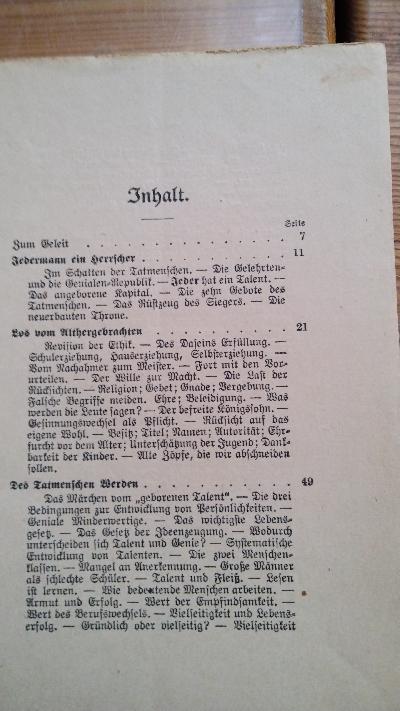 Inhalt.
Seite
Zum Geleit . . . . . . . . . . . . . 7
Jedermann ein Herrscher . . . . . . . . . . 11
Im Schatten der Tatmenschen. — Die Gelehrten-
und die Genialen-Republik. — Jeder hat ein Talent. —
Das angeborene Kapital. — Die zehn Gebote des
Tatmenschen. — Das Rüstzeug des Siegers. — Die
neuerbauten Throne.
Los vom Althergebrachten . . . . . . . . . 21
Revision der Ethik. — Des Daseins Erfüllung. —
Schulerziehung, Hauserziehung, Selbsterziehung. —
Vom Nachahmer zum Meister. — Fort mit den Vor-
urteilen. — Der Wille zur Macht. — Die Last der
Rücksichten. — Religion; Gebet; Gnade; Vergebung. —
Falsche Begriffe meiden. Ehre; Beleidigung. — Was
werden die Leute sagen? — Der befreite Königssohn. —
Gesinnungswechsel als Pflicht. — Rücksicht auf das
eigene Wohl. — Besitz; Titel; Namen; Autorität; Ehr-
furcht vor dem Alter; Unterschätzung der Jugend; Dank-
barkeit der Kinder. — Alle Zöpfe, die wir abschneiden
sollen.
Des Tatmenschen Werden . . . . . . . . . . 49
Das Märchen vom „geborenen Talent“. — Die drei
Bedingungen zur Entwicklung von Persönlichkeiten. —
Geniale Minderwertige. — Das wichtigste Lebens-
gesetz. — Das Gesetz der Ideenzeugung. — Wodurch
unterscheiden sich Talent und Genie? — Systematische
Entwicklung von Talenten. — Die zwei Menschen-
klassen. — Mangel an Anerkennung. — Große Männer
als schlechte Schüler. — Talent und Fleiß. — Lesen
ist lernen. — Wie bedeutende Menschen arbeiten. —
Armut und Erfolg. — Wert der Empfindsamkeit. —
Wert des Berufswechsels. — Vielseitigkeit und Lebens-
erfolg. — Gründlich oder vielseitig? — Vielseitigkeit